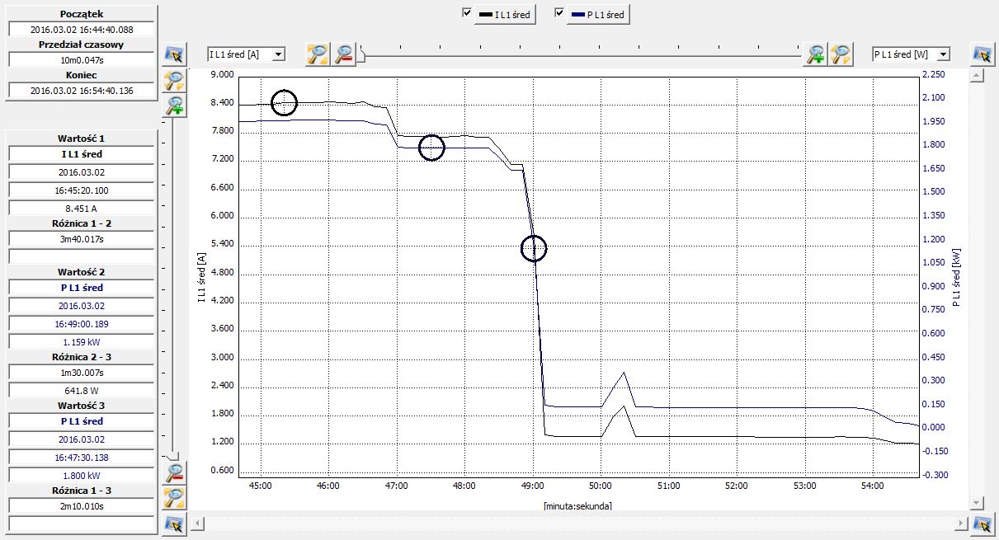 Początek
2016.03.02 16:44:40.088
Przedział czasowy
10m0.047s
Koniec
2016.03.02 16:54:40.136
Wartość 1
I L1 śred
2016.03.02
16:45:20.100
8.451 A
Różnica 1 - 2
3m40.017s
Wartość 2
P L1 śred
2016.03.02
16:49:00.189
1.159 kW
Różnica 2 - 3
1m30.007s
641.8 W
Wartość 3
P L1 śred
2016.03.02
16:47:30.138
1.800 kW
Różnica 1 - 3
2m10.010s
I L1 śred
P L1 śred
I L1 śred [A]
P L1 śred [W]
9.000
8.400
7.800
7.200
6.600
6.000
5.400
4.800
4.200
3.600
3.000
2.400
1.800
1.200
0.600
I L1 śred [A]
2.250
2.100
1.950
1.800
1.650
1.500
1.350
1.200
1.050
0.900
0.750
0.600
0.450
0.300
0.150
0.000
-0.150
-0.300
P L1 śred [kW]
45:00 46:00 47:00 48:00 49:00 50:00 51:00 52:00 53:00 54:00
[minuta:sekunda]